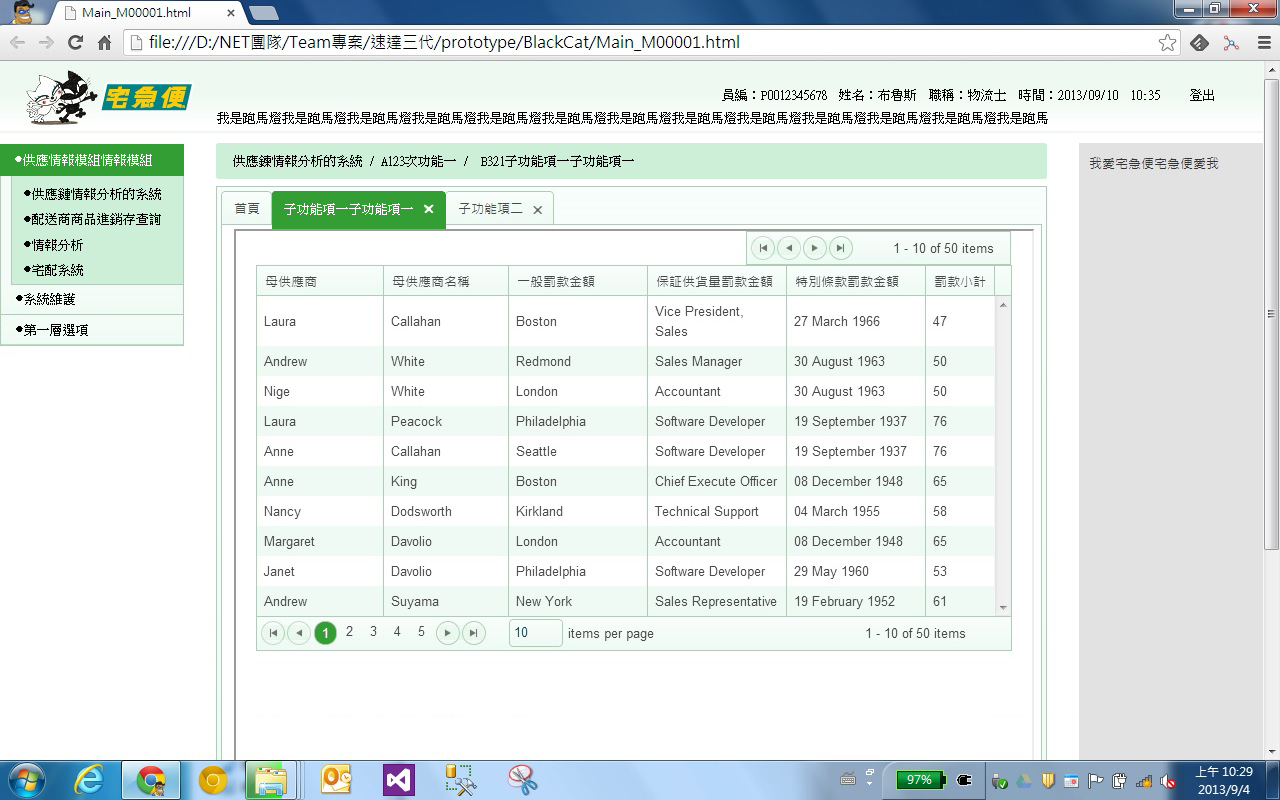 Main_M00001.html
file:///D:/NET團隊/Team專案/速達三代/prototype/BlackCat/Main_M00001.html
宅急便
員編：P0012345678 姓名：布魯斯 職稱：物流士 時間：2013/09/10 10:35 登出
我是跑馬燈我是跑馬燈我是跑馬燈我是跑馬燈我是跑馬燈我是跑馬燈我是跑馬燈我是跑馬燈我是跑馬燈我是跑馬燈我是跑馬燈我是跑馬燈我是跑馬
•供應情報模組情報模組
•供應鏈情報分析的系統
•配送商商品進銷存查詢
•情報分析
•宅配系統
•系統維護
•第一層選項
供應鍊情報分析的系統 / A123次功能一 / B321子功能項一子功能項一
首頁 子功能項一子功能項一 × 子功能項二 ×
1 - 10 of 50 items
母供應商 母供應商名稱 一般罰款金額 保証供貨量罰款金額 特別條款罰款金額 罰款小計
Laura Callahan Boston Vice President, Sales 27 March 1966 47
Andrew White Redmond Sales Manager 30 August 1963 50
Nige White London Accountant 30 August 1963 50
Laura Peacock Philadelphia Software Developer 19 September 1937 76
Anne Callahan Seattle Software Developer 19 September 1937 76
Anne King Boston Chief Execute Officer 08 December 1948 65
Nancy Dodsworth Kirkland Technical Support 04 March 1955 58
Margaret Davolio London Accountant 08 December 1948 65
Janet Davolio Philadelphia Software Developer 29 May 1960 53
Andrew Suyama New York Sales Representative 19 February 1952 61
1 2 3 4 5 10 items per page 1 - 10 of 50 items
我愛宅急便宅急便愛我
97%
上午 10:29
2013/9/4